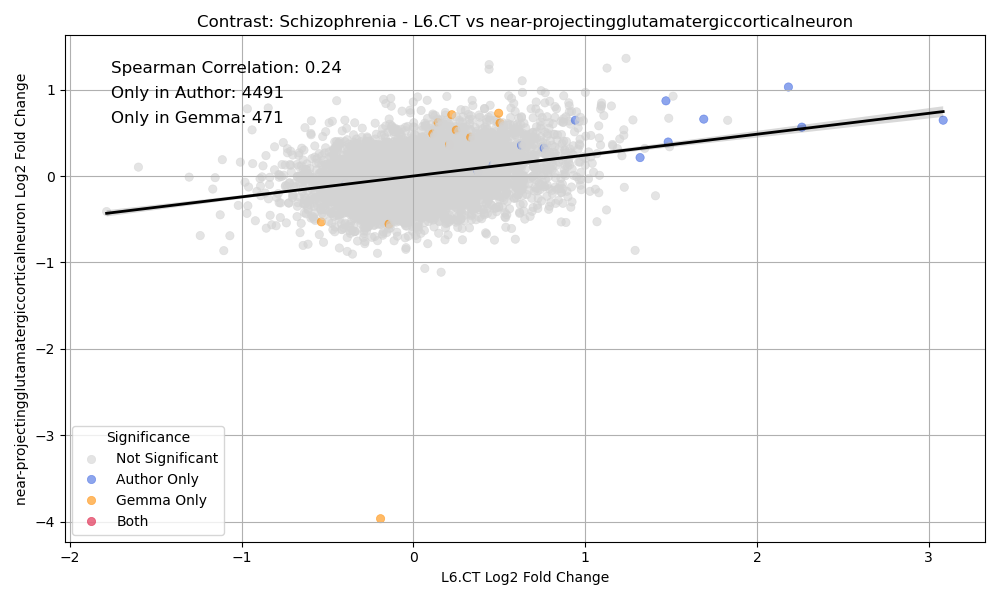 Contrast: Schizophrenia - L6.CT vs near-projectingglutamatergiccorticalneuron
Spearman Correlation: 0.24
Only in Author: 4491
Only in Gemma: 471
near-projectingglutamatergiccorticalneuron Log2 Fold Change
1
0
−1
−2
−3
−4
Significance
Not Significant
Author Only
Gemma Only
Both
−2
−1
0
1
2
3
L6.CT Log2 Fold Change